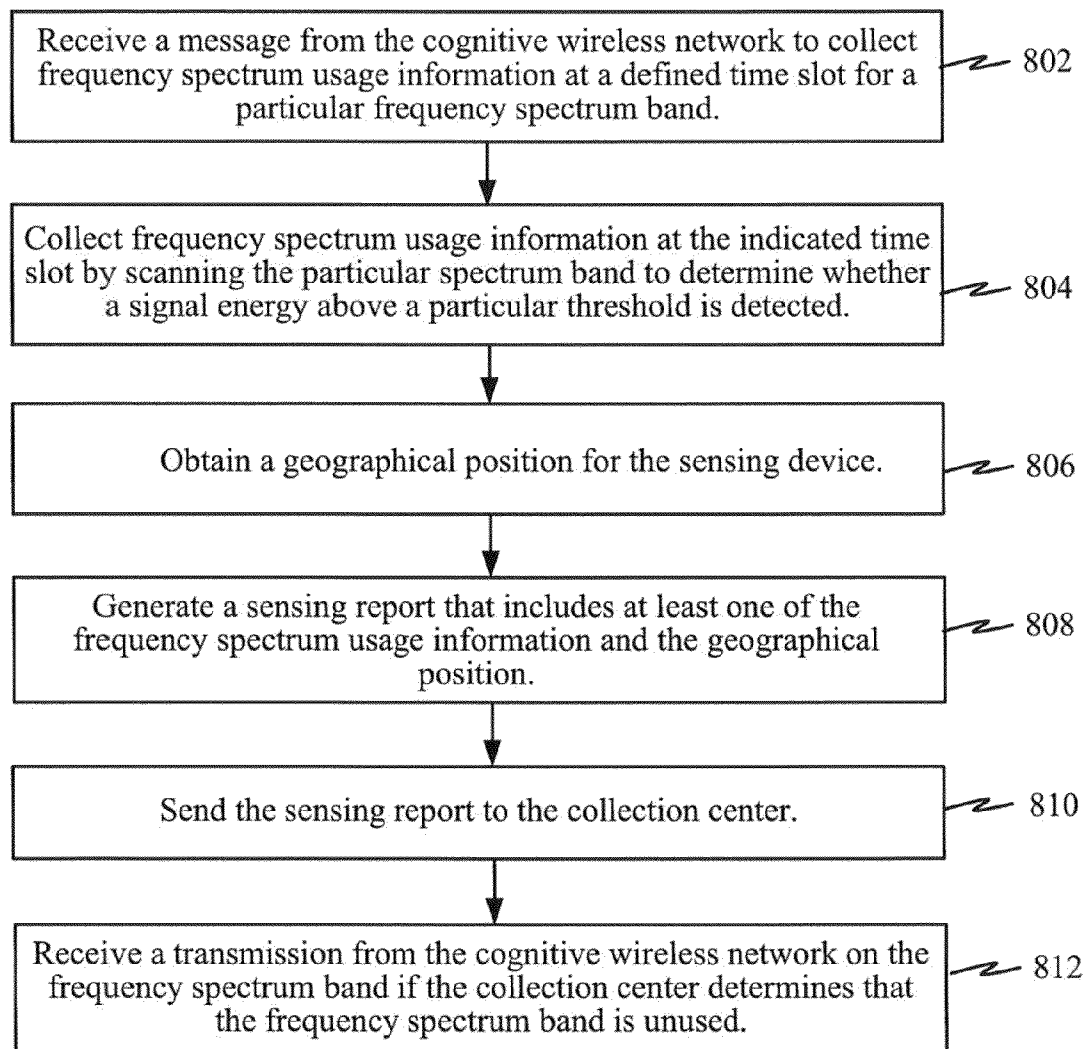 Receive a message from the cognitive wireless network to collect
frequency spectrum usage information at a defined time slot for a
particular frequency spectrum band.
802
Collect frequency spectrum usage information at the indicated time
slot by scanning the particular spectrum band to determine whether
a signal energy above a particular threshold is detected.
804
Obtain a geographical position for the sensing device.
806
Generate a sensing report that includes at least one of the
frequency spectrum usage information and the geographical
position.
808
Send the sensing report to the collection center.
810
Receive a transmission from the cognitive wireless network on the
frequency spectrum band if the collection center determines that
the frequency spectrum band is unused.
812